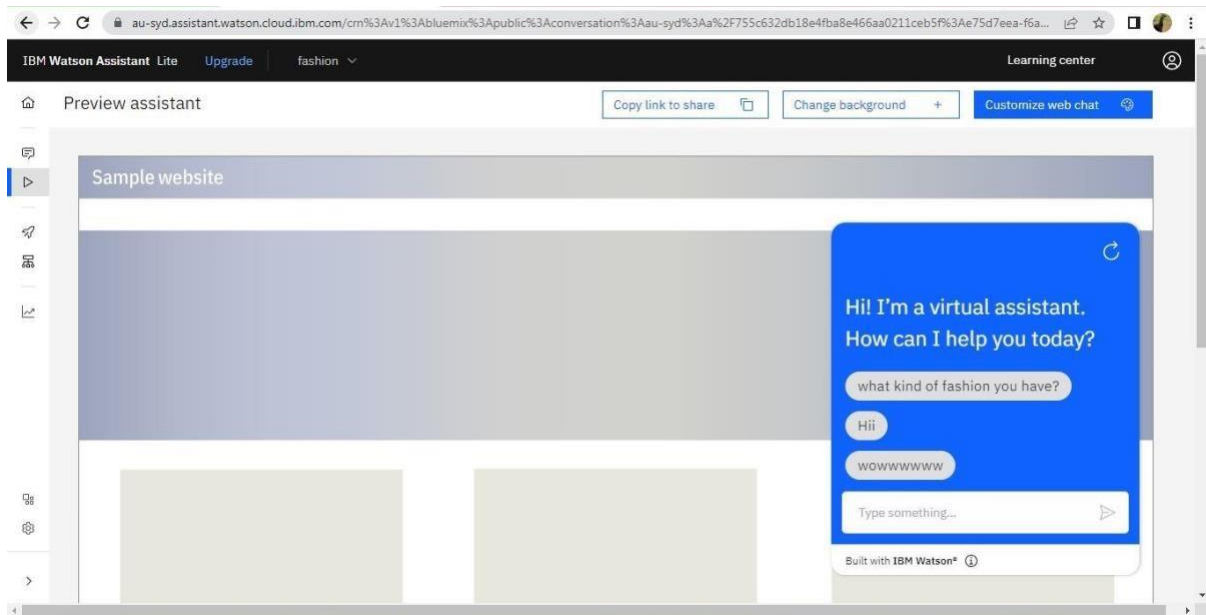 au-syd.assistant.watson.cloud.ibm.com/crn%3Av1%3Abluemix%3Apublic%3Aconversation%3Aau-syd%3Aa%2F755c632db18e4fba8e466aa0211ceb5f%3Ae75d7eea-f6a...
IBM Watson Assistant Lite Upgrade fashion Learning center
Preview assistant Copy link to share Change background + Customize web chat
Sample website
Hi! I'm a virtual assistant.
How can I help you today?
what kind of fashion you have?
Hii
wowwwwww
Type something...
Built with IBM Watson®